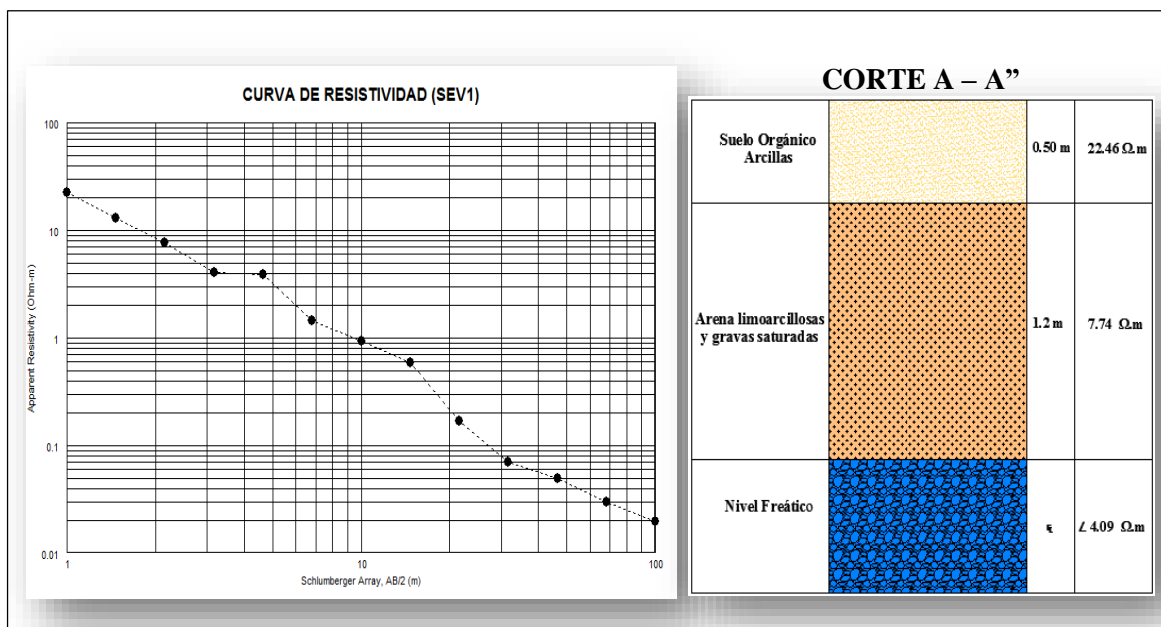 CURVA DE RESISTIVIDAD (SEV1)
100
10
1
0.1
0.01
Apparent Resistivity (Ohm-m)
1
10
100
Schlumberger Array, AB/2 (m)
CORTE A – A”
Suelo Orgánico
Arcillas
0.50 m
22.46 Ω.m
Arena limoarcillosas
y gravas saturadas
1.2 m
7.74 Ω.m
Nivel Freático
∠ 4.09 Ω.m